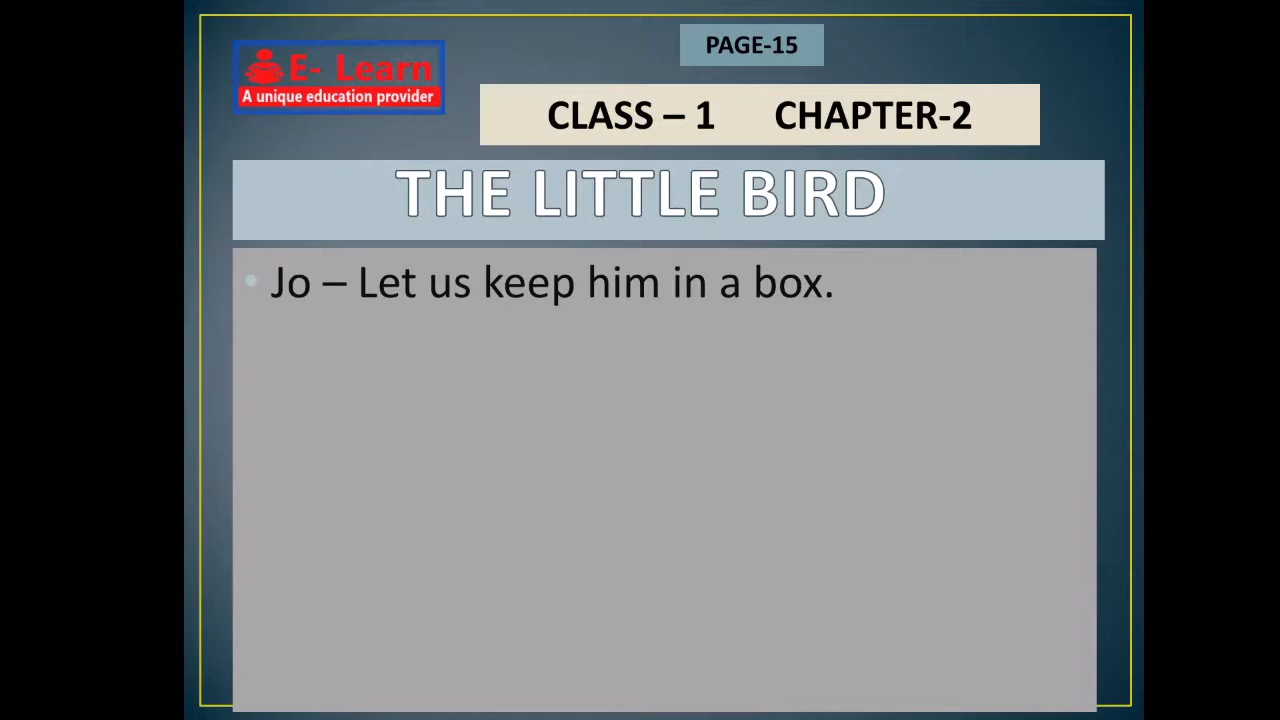 PAGE-15
E- Learn
A unique education provider
CLASS – 1 CHAPTER-2
THE LITTLE BIRD
• Jo – Let us keep him in a box.